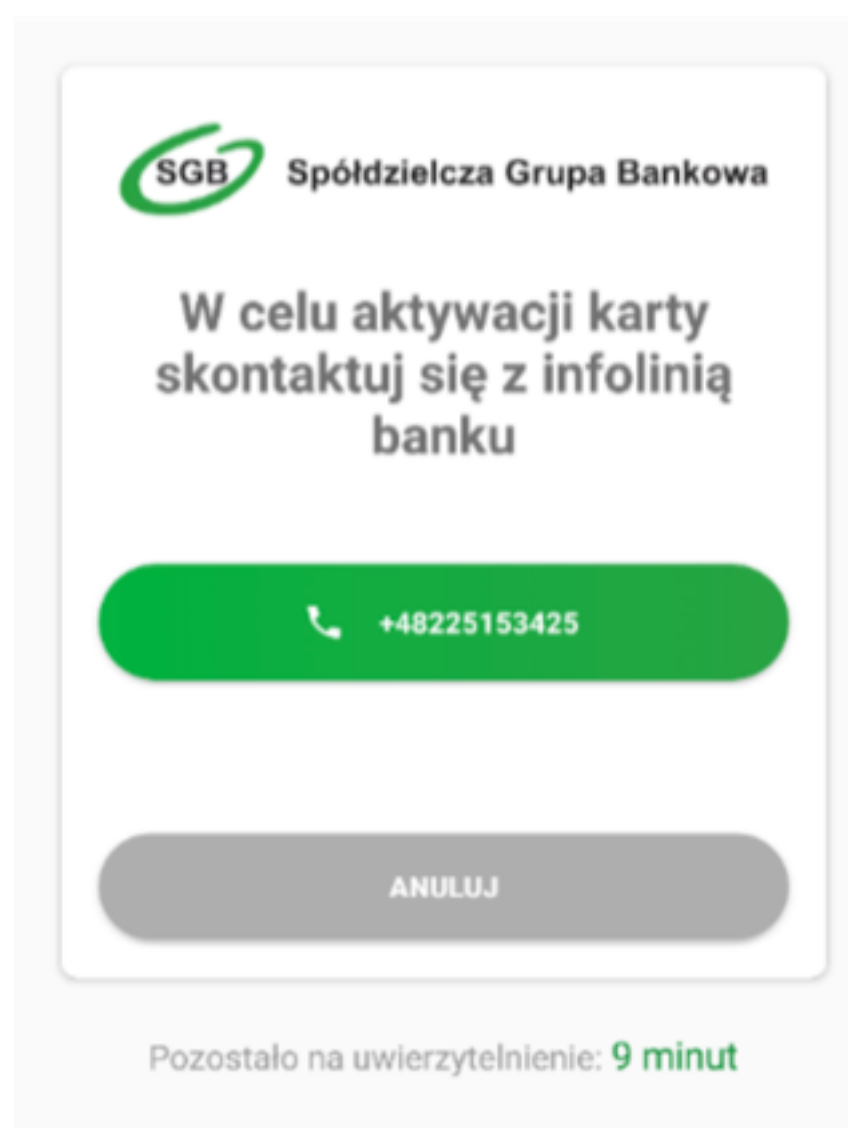 SGB Spółdzielcza Grupa Bankowa
W celu aktywacji karty
skontaktuj się z infolinią
banku
+48225153425
ANULUJ
Pozostało na uwierzytelnienie: 9 minut